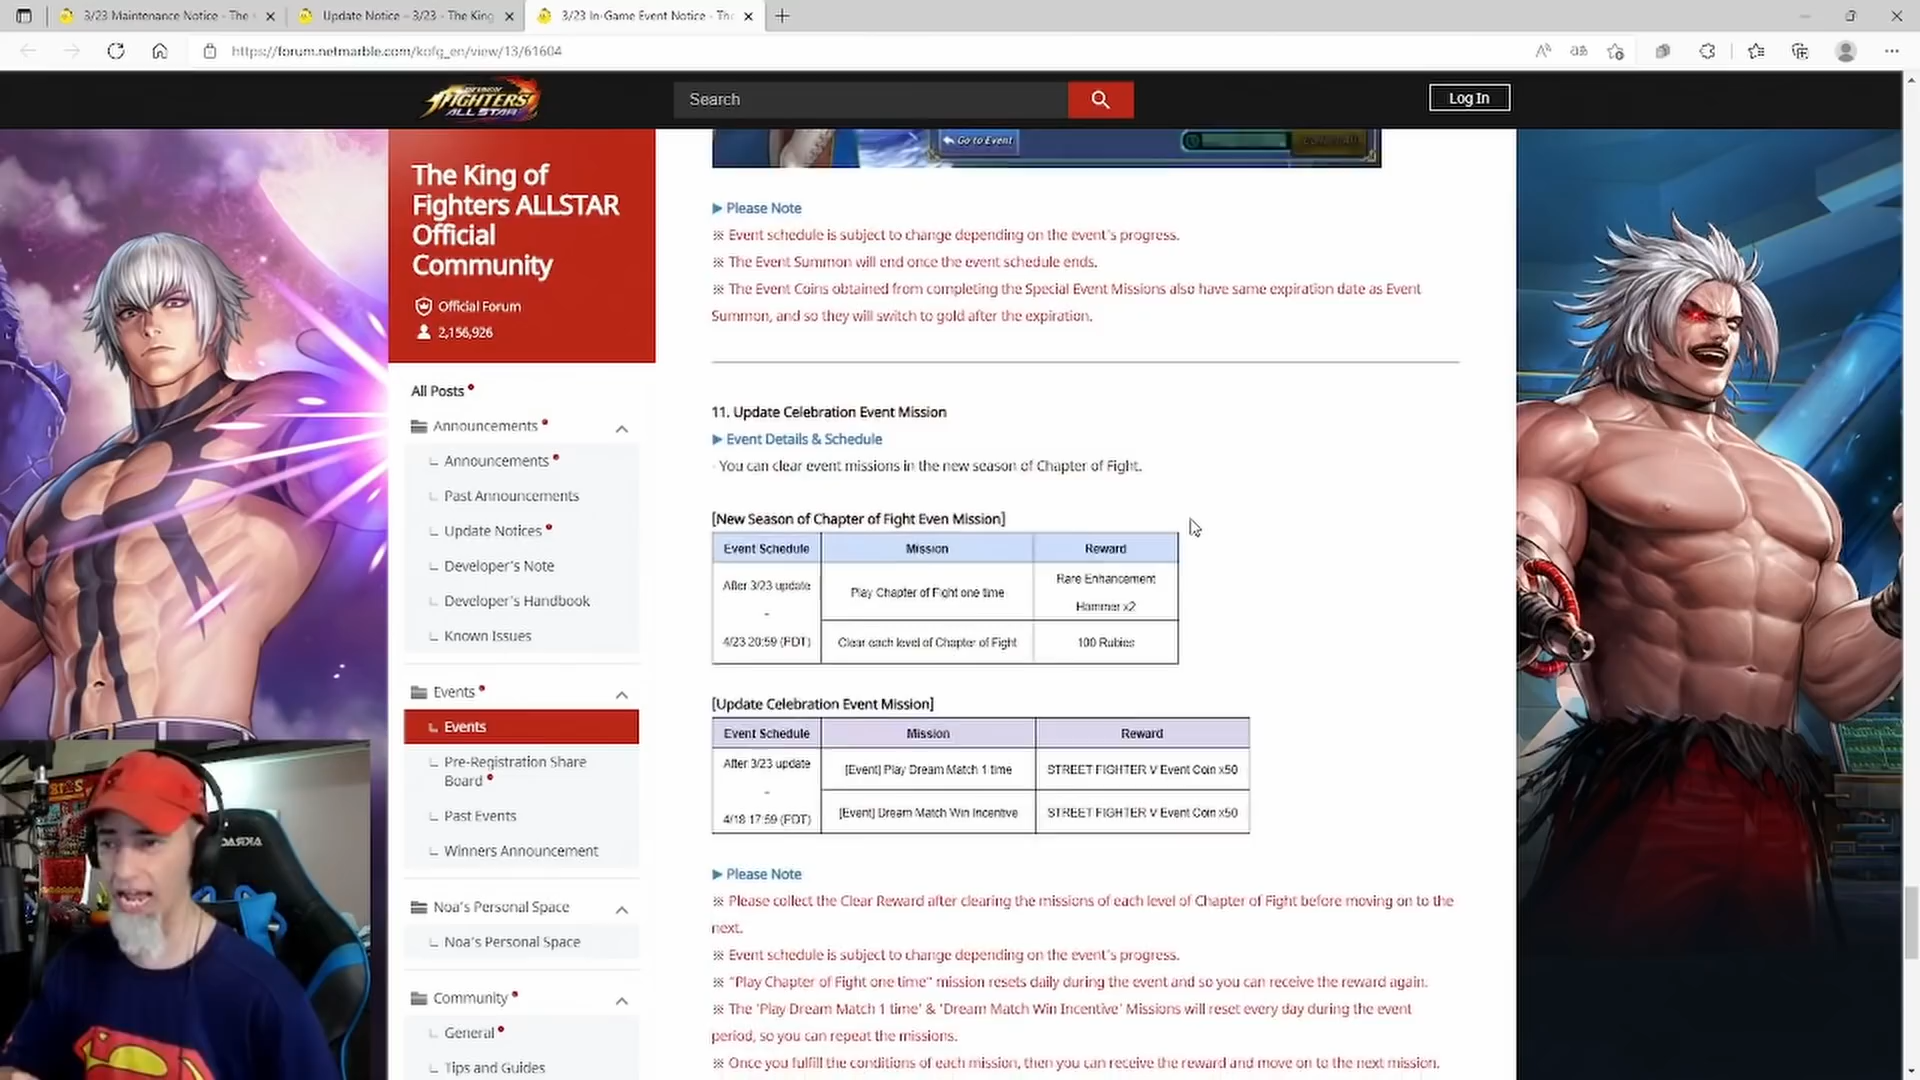 3/23 Maintenance Notice - The
Update Notice – 3/23 - The King
3/23 In-Game Event Notice - The
https://forum.netmarble.com/kofg_en/view/13/61604
FIGHTERS
ALL STAR
Search
Log In
The King of
Fighters ALLSTAR
Official
Community
Official Forum
2,156,926
All Posts
Announcements
Announcements
Past Announcements
Update Notices
Developer's Note
Developer's Handbook
Known Issues
Events
Events
Pre-Registration Share
Board
Past Events
Winners Announcement
Noa's Personal Space
Noa's Personal Space
Community
General
Tips and Guides
Go to Event
▶ Please Note
※ Event schedule is subject to change depending on the event's progress.
※ The Event Summon will end once the event schedule ends.
※ The Event Coins obtained from completing the Special Event Missions also have same expiration date as Event
Summon, and so they will switch to gold after the expiration.
11. Update Celebration Event Mission
▶ Event Details & Schedule
- You can clear event missions in the new season of Chapter of Fight.
[New Season of Chapter of Fight Even Mission]
Event Schedule Mission Reward
After 3/23 update
-
4/23 20:59 (PDT)
Play Chapter of Fight one time
Rare Enhancement
Hammer x2
Clear each level of Chapter of Fight 100 Rubies
[Update Celebration Event Mission]
Event Schedule Mission Reward
After 3/23 update
-
4/18 17:59 (PDT)
[Event] Play Dream Match 1 time STREET FIGHTER V Event Coin x50
[Event] Dream Match Win Incentive STREET FIGHTER V Event Coin x50
▶ Please Note
※ Please collect the Clear Reward after clearing the missions of each level of Chapter of Fight before moving on to the
next.
※ Event schedule is subject to change depending on the event's progress.
※ "Play Chapter of Fight one time" mission resets daily during the event and so you can receive the reward again.
※ The 'Play Dream Match 1 time' & 'Dream Match Win Incentive' Missions will reset every day during the event
period, so you can repeat the missions.
※ Once you fulfill the conditions of each mission, then you can receive the reward and move on to the next mission.